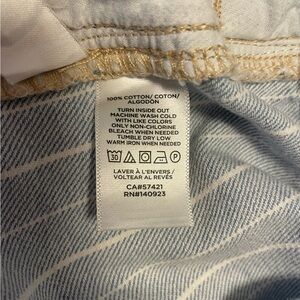 100% COTTON/ COTON/
ALGODÓN
TURN INSIDE OUT
MACHINE WASH COLD
WITH LIKE COLORS
ONLY NON-CHLORINE
BLEACH WHEN NEEDED
TUMBLE DRY LOW
WARM IRON WHEN NEEDED
30 P
LAVER À L'ENVERS /
VOLTEAR AL REVÉS
CA#57421
RN#140923